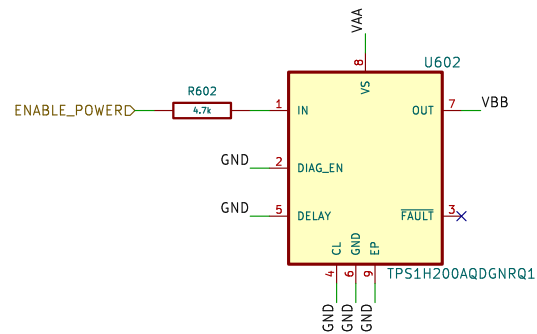 VAA
8
U602
VS
R602
4.7k
ENABLE_POWER
1
IN
OUT
7
VBB
GND
2
DIAG_EN
GND
5
DELAY
FAULT
3
CL
GND
EP
4
6
9
TPS1H200AQDGNRQ1
GND
GND
GND